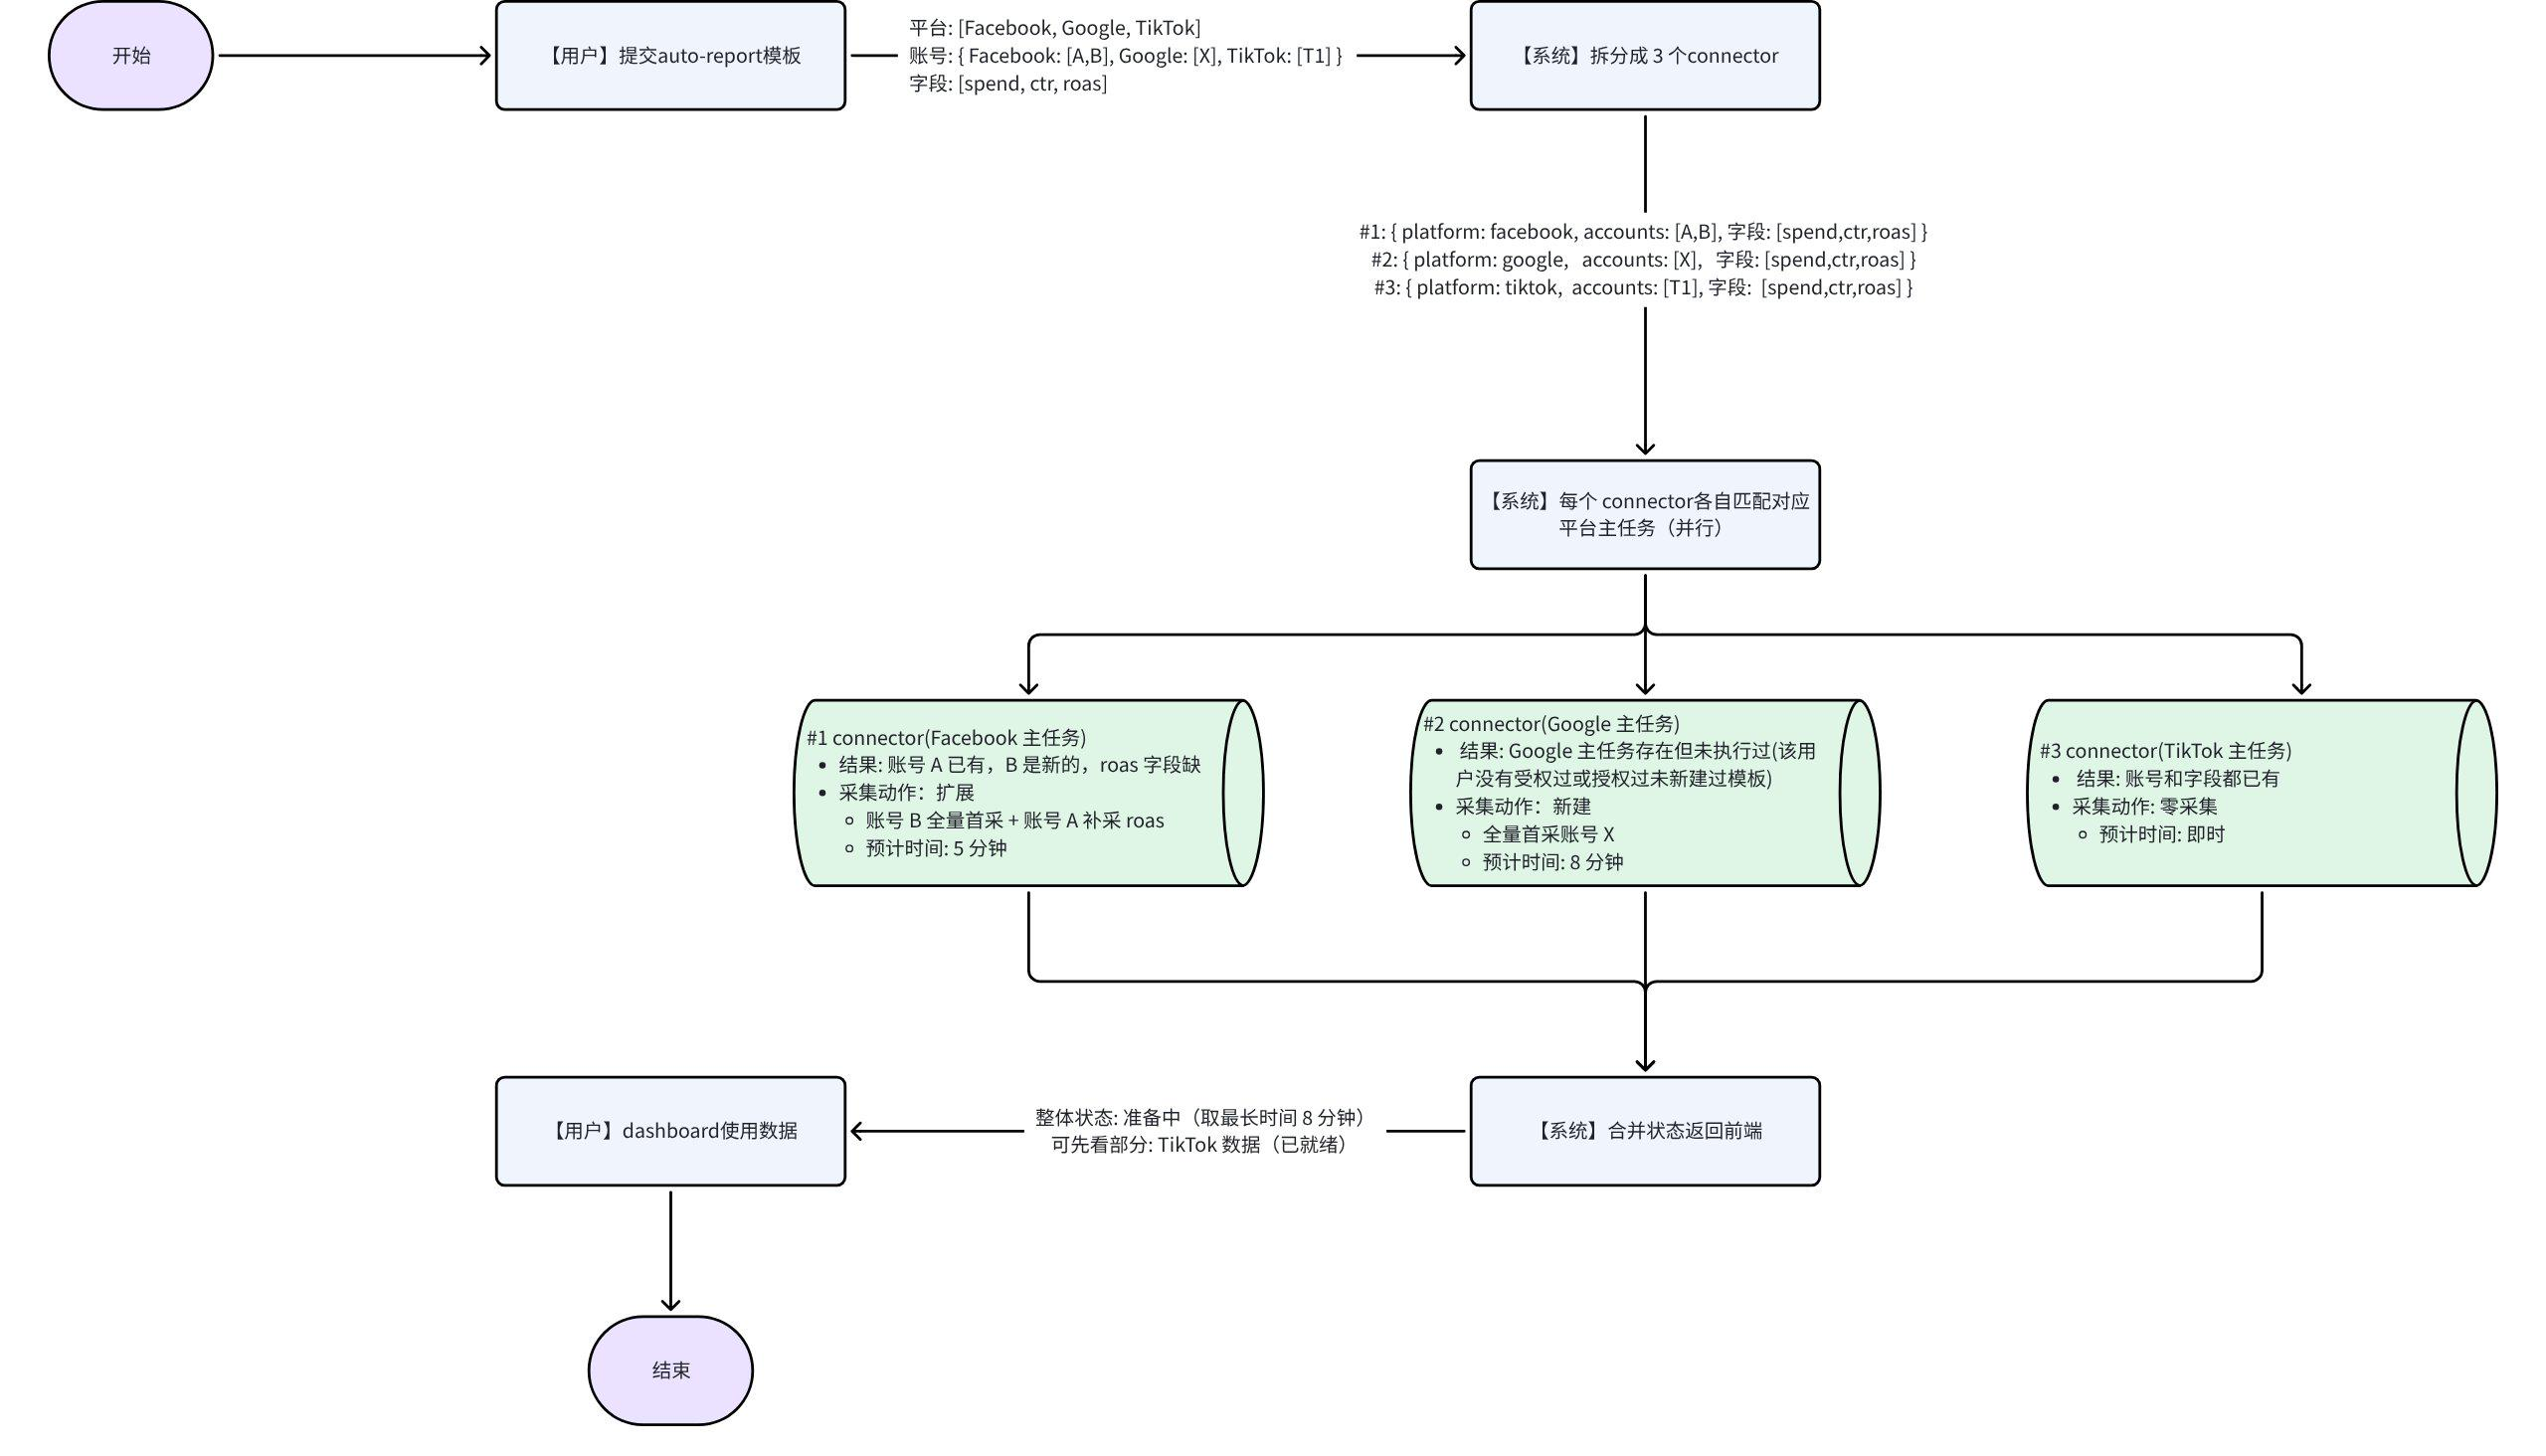 开始
【用户】提交auto-report模板
平台: [Facebook, Google, TikTok]
账号: { Facebook: [A,B], Google: [X], TikTok: [T1] }
字段: [spend, ctr, roas]
【系统】拆分成 3 个connector
#1: { platform: facebook, accounts: [A,B], 字段: [spend,ctr,roas] }
#2: { platform: google,   accounts: [X],   字段: [spend,ctr,roas] }
#3: { platform: tiktok,  accounts: [T1], 字段:  [spend,ctr,roas] }
【系统】每个 connector各自匹配对应
平台主任务（并行）
#1 connector(Facebook 主任务)
• 结果: 账号 A 已有，B 是新的，roas 字段缺
• 采集动作：扩展
◦ 账号 B 全量首采 + 账号 A 补采 roas
◦ 预计时间: 5 分钟
#2 connector(Google 主任务)
• 结果: Google 主任务存在但未执行过(该用
户没有受权过或授权过未新建过模板)
• 采集动作：新建
◦ 全量首采账号 X
◦ 预计时间: 8 分钟
#3 connector(TikTok 主任务)
• 结果: 账号和字段都已有
• 采集动作: 零采集
◦ 预计时间: 即时
【用户】dashboard使用数据
整体状态: 准备中（取最长时间 8 分钟）
可先看部分: TikTok 数据（已就绪）
【系统】合并状态返回前端
结束